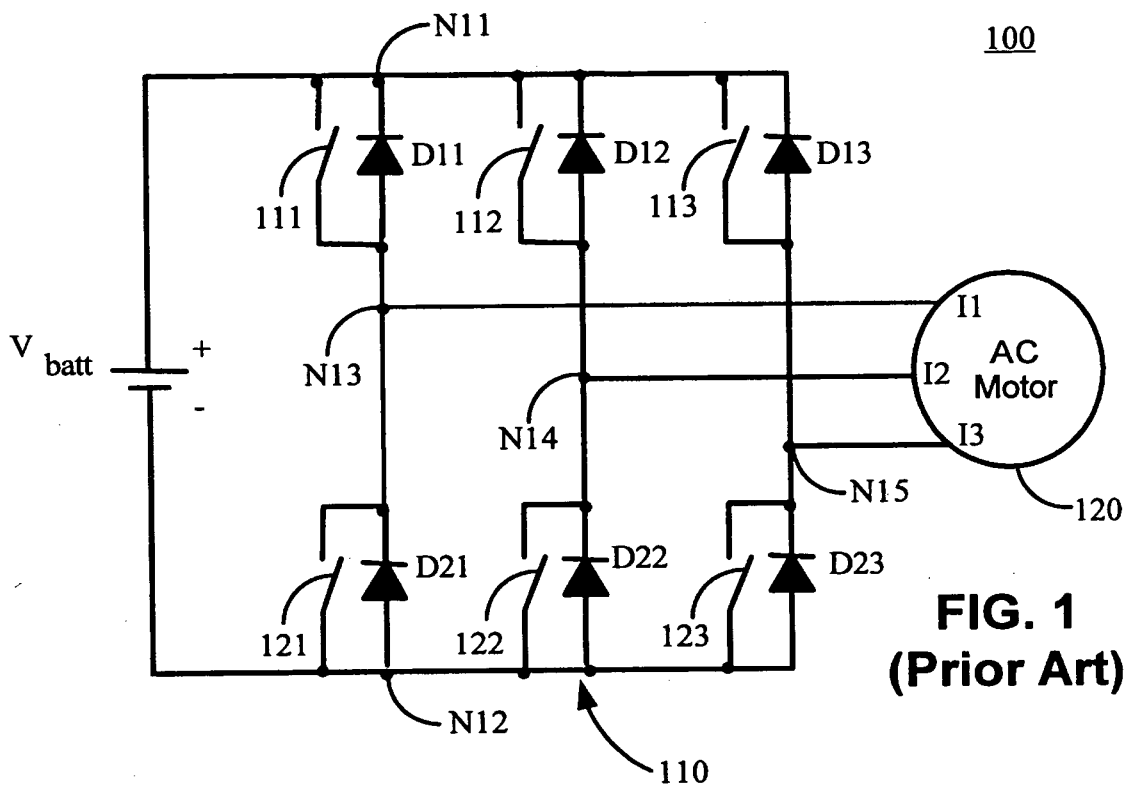 N11
100
D11
D12
D13
111
112
113
I1
V batt
+
-
N13
AC
Motor
I2
N14
I3
N15
120
D21
D22
D23
121
122
123
FIG. 1
(Prior Art)
N12
110